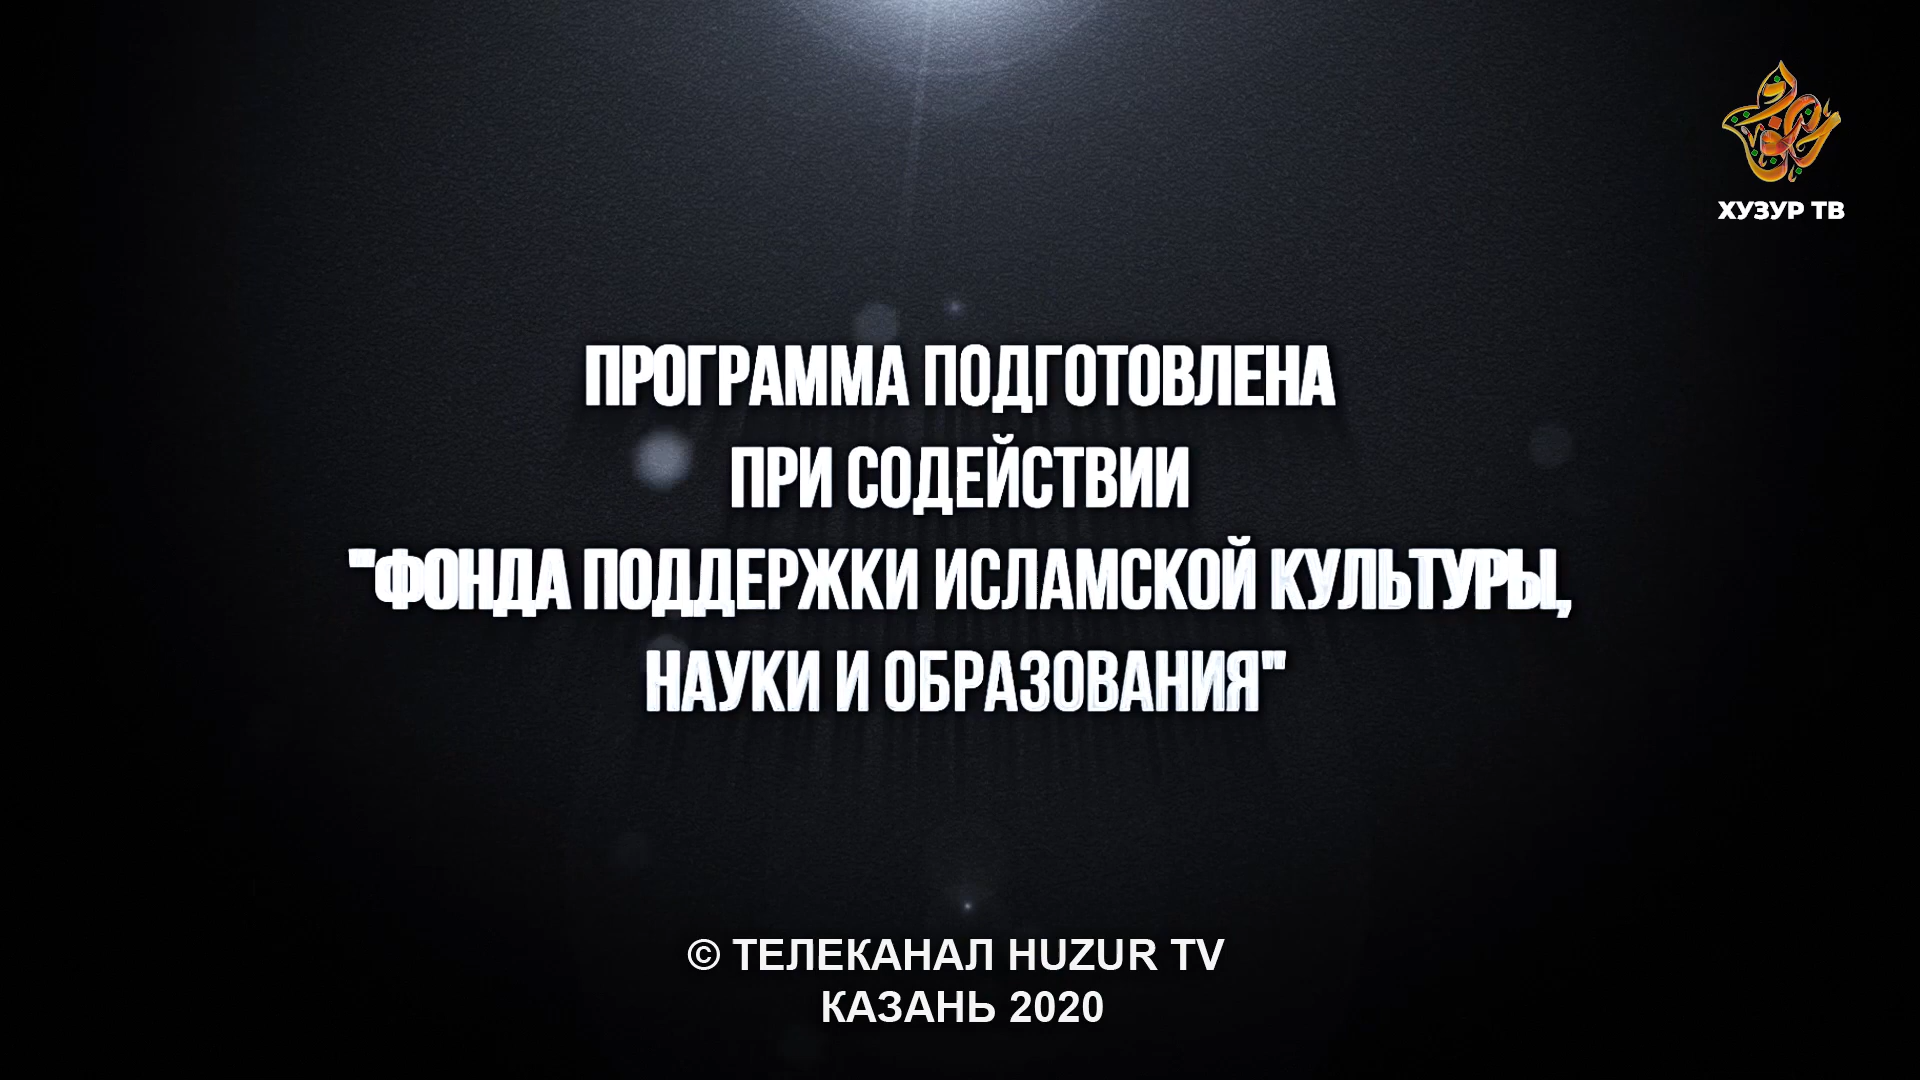 ХУЗУР ТВ
ПРОГРАММА ПОДГОТОВЛЕНА
ПРИ СОДЕЙСТВИИ
"ФОНДА ПОДДЕРЖКИ ИСЛАМСКОЙ КУЛЬТУРЫ,
НАУКИ И ОБРАЗОВАНИЯ"
© ТЕЛЕКАНАЛ HUZUR TV
КАЗАНЬ 2020